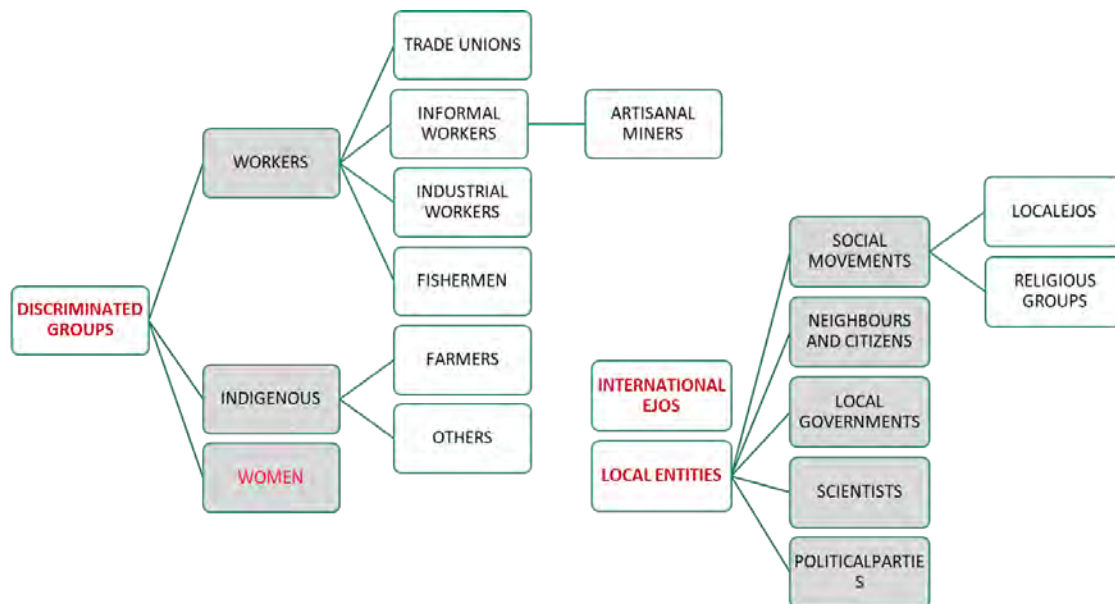 TRADE UNIONS
INFORMAL
WORKERS
ARTISANAL
MINERS
WORKERS
INDUSTRIAL
WORKERS
FISHERMEN
DISCRIMINATED
GROUPS
FARMERS
INDIGENOUS
OTHERS
WOMEN
SOCIAL
MOVEMENTS
LOCALEJOS
RELIGIOUS
GROUPS
NEIGHBOURS
AND CITIZENS
INTERNATIONAL
EJOS
LOCAL
GOVERNMENTS
LOCAL ENTITIES
SCIENTISTS
POLITICALPARTIE
S